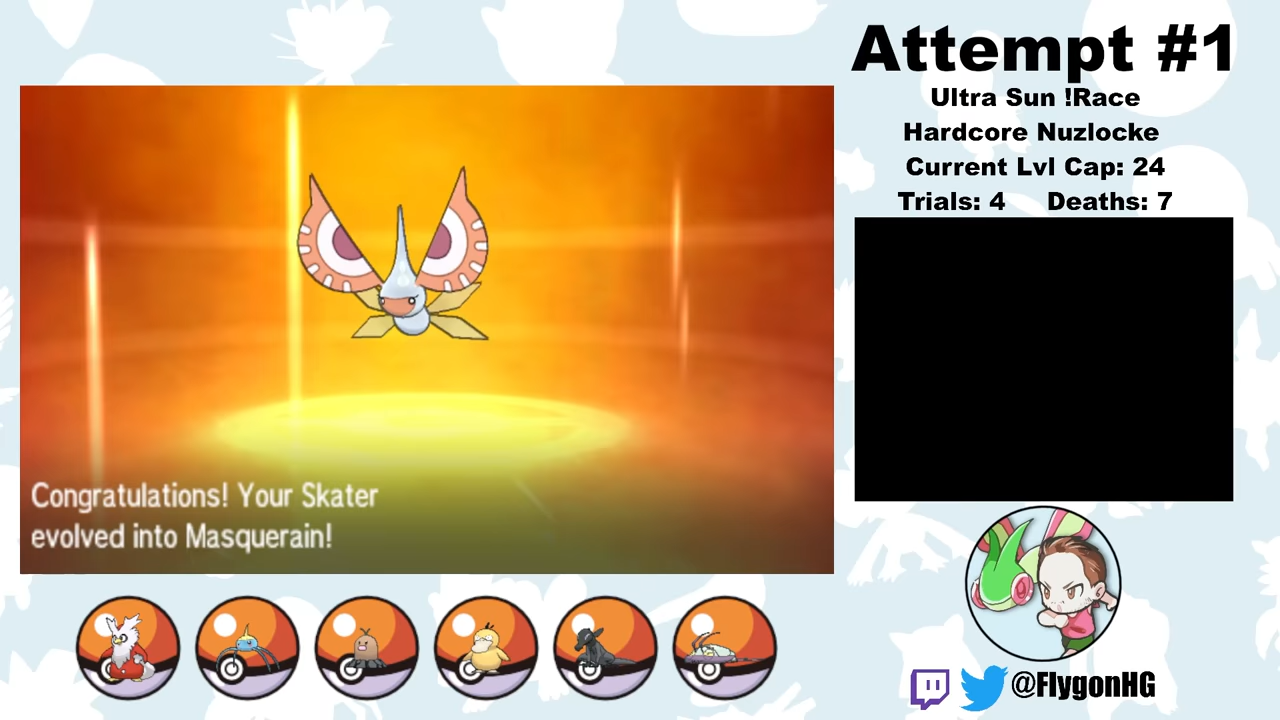 Attempt #1
Ultra Sun !Race
Hardcore Nuzlocke
Current Lvl Cap: 24
Trials: 4 Deaths: 7
Congratulations! Your Skater
evolved into Masquerain!
@FlygonHG